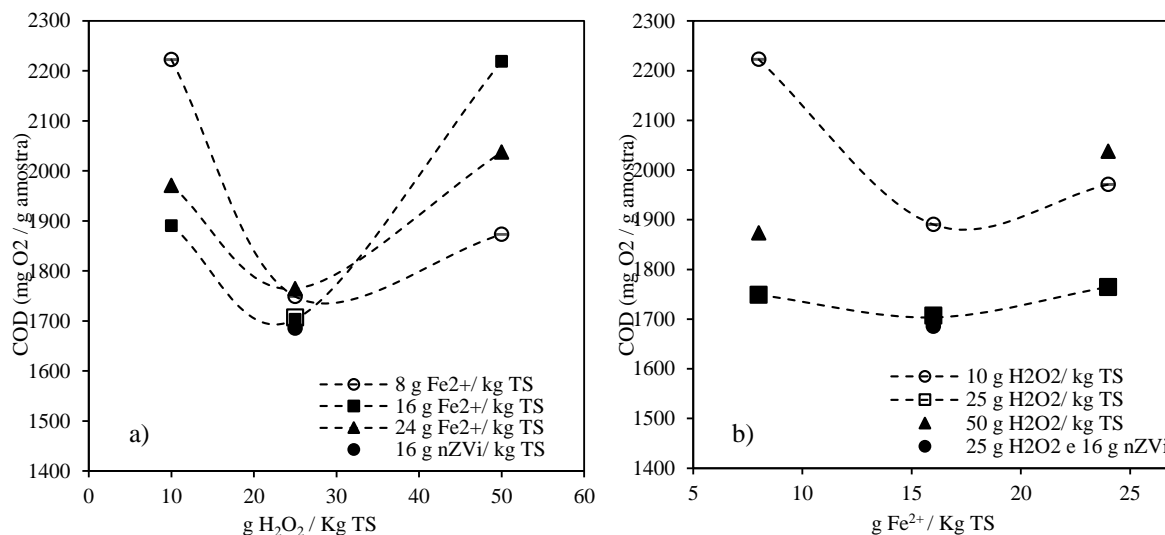 2300
2200
2100
2000
1900
1800
1700
1600
1500
1400
COD (mg O2 / g amostra)
0
10
20
30
40
50
60
g H₂O₂ / Kg TS
8 g Fe2+/ kg TS
16 g Fe2+/ kg TS
24 g Fe2+/ kg TS
16 g nZVi/ kg TS
a)
2300
2200
2100
2000
1900
1800
1700
1600
1500
1400
COD (mg O2 / g amostra)
5
10
15
20
25
g Fe²⁺ / Kg TS
10 g H2O2/ kg TS
25 g H2O2/ kg TS
50 g H2O2/ kg TS
25 g H2O2 e 16 g nZVi
b)